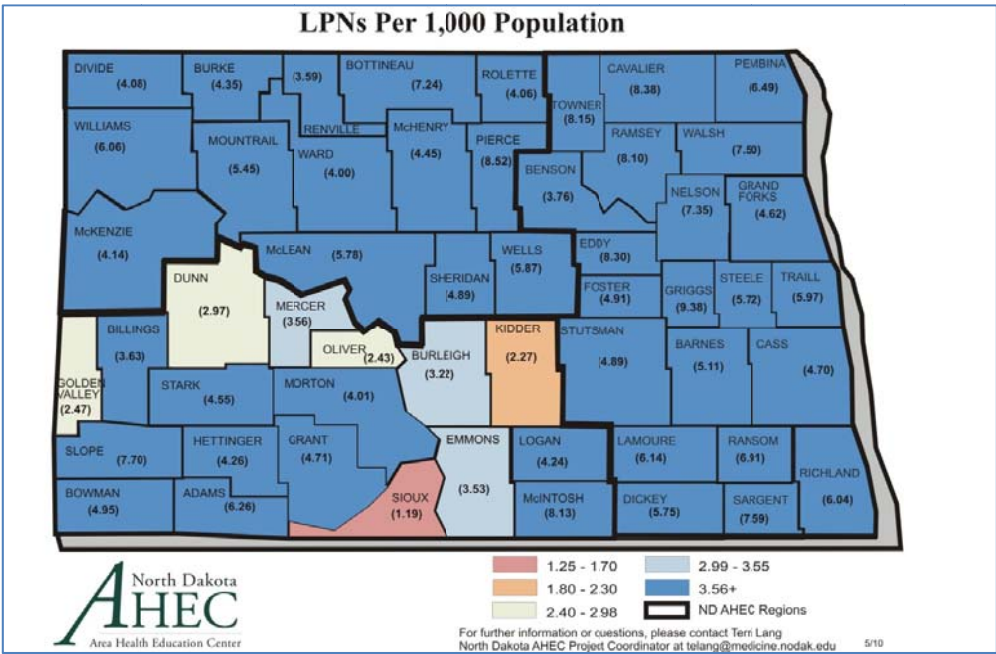 LPNs Per 1,000 Population
DIVIDE (4.08)
BURKE (4.35)
(3.59)
RENVILLE
BOTTINEAU (7.24)
ROLETTE (4.06)
TOWNER (8.15)
CAVALIER (8.38)
PEMBINA (6.49)
WILLIAMS (6.06)
MOUNTRAIL (5.45)
WARD (4.00)
McHENRY (4.45)
PIERCE (8.52)
BENSON (3.76)
RAMSEY (8.10)
WALSH (7.50)
NELSON (7.35)
GRAND FORKS (4.62)
McKENZIE (4.14)
DUNN (2.97)
McLEAN (5.78)
MERCER (3.56)
SHERIDAN (4.89)
WELLS (5.87)
EDDY (8.30)
FOSTER (4.91)
GRIGGS (9.38)
STEELE (5.72)
TRAILL (5.97)
GOLDEN VALLEY (2.47)
BILLINGS (3.63)
STARK (4.55)
OLIVER (2.43)
MORTON (4.01)
BURLEIGH (3.22)
KIDDER (2.27)
STUTSMAN (4.89)
BARNES (5.11)
CASS (4.70)
SLOPE (7.70)
HETTINGER (4.26)
GRANT (4.71)
EMMONS (3.53)
LOGAN (4.24)
LAMOURE (6.14)
RANSOM (6.91)
RICHLAND (6.04)
BOWMAN (4.95)
ADAMS (6.26)
SIOUX (1.19)
McINTOSH (8.13)
DICKEY (5.75)
SARGENT (7.59)
North Dakota
AHEC
Area Health Education Center
1.25 - 1.70
1.80 - 2.30
2.40 - 2.98
2.99 - 3.55
3.56+
ND AHEC Regions
For further information or questions, please contact Terri Lang
North Dakota AHEC Project Coordinator at telang@medicine.nodak.edu
5/10